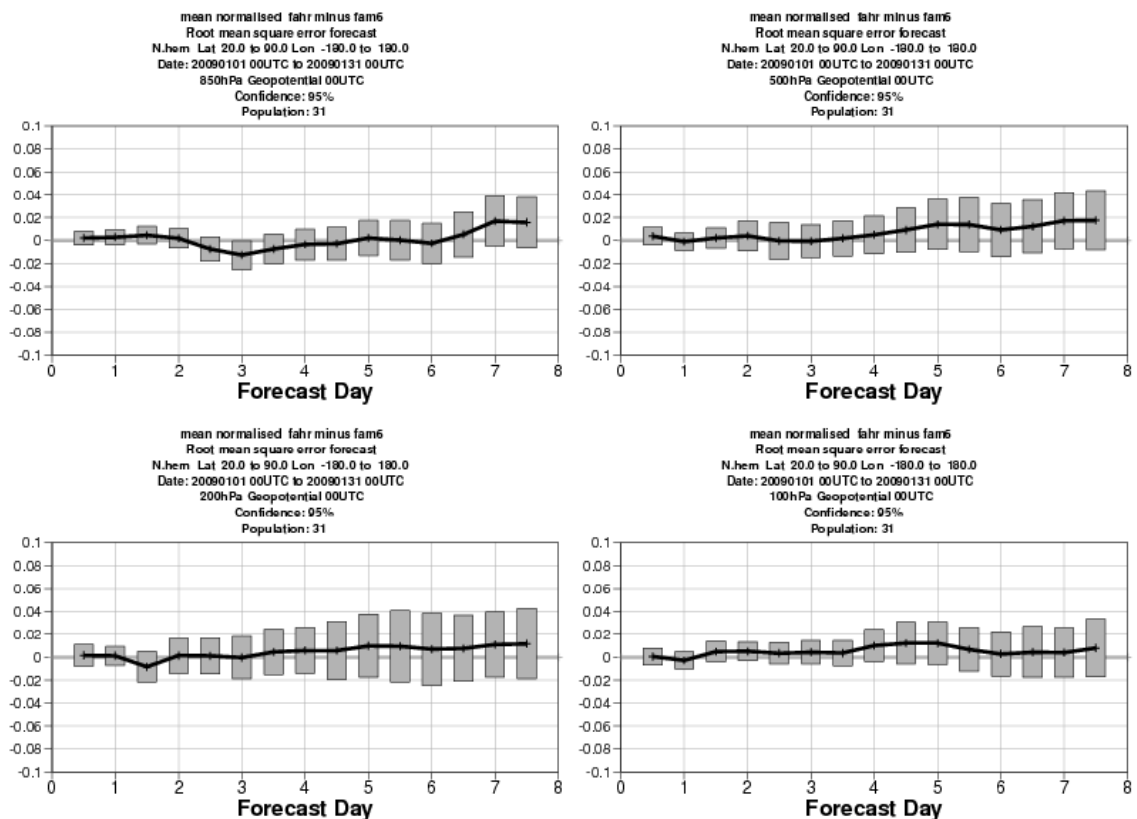 mean normalised fahr minus fam6
Root mean square error forecast
N.hem Lat 20.0 to 90.0 Lon -180.0 to 180.0
Date: 20090101 00UTC to 20090131 00UTC
850hPa Geopotential 00UTC
Confidence: 95%
Population: 31
0.1
0.08
0.06
0.04
0.02
0
-0.02
-0.04
-0.06
-0.08
-0.1
0 1 2 3 4 5 6 7 8
Forecast Day
mean normalised fahr minus fam6
Root mean square error forecast
N.hem Lat 20.0 to 90.0 Lon -180.0 to 180.0
Date: 20090101 00UTC to 20090131 00UTC
500hPa Geopotential 00UTC
Confidence: 95%
Population: 31
0.1
0.08
0.06
0.04
0.02
0
-0.02
-0.04
-0.06
-0.08
-0.1
0 1 2 3 4 5 6 7 8
Forecast Day
mean normalised fahr minus fam6
Root mean square error forecast
N.hem Lat 20.0 to 90.0 Lon -180.0 to 180.0
Date: 20090101 00UTC to 20090131 00UTC
200hPa Geopotential 00UTC
Confidence: 95%
Population: 31
0.1
0.08
0.06
0.04
0.02
0
-0.02
-0.04
-0.06
-0.08
-0.1
0 1 2 3 4 5 6 7 8
Forecast Day
mean normalised fahr minus fam6
Root mean square error forecast
N.hem Lat 20.0 to 90.0 Lon -180.0 to 180.0
Date: 20090101 00UTC to 20090131 00UTC
100hPa Geopotential 00UTC
Confidence: 95%
Population: 31
0.1
0.08
0.06
0.04
0.02
0
-0.02
-0.04
-0.06
-0.08
-0.1
0 1 2 3 4 5 6 7 8
Forecast Day